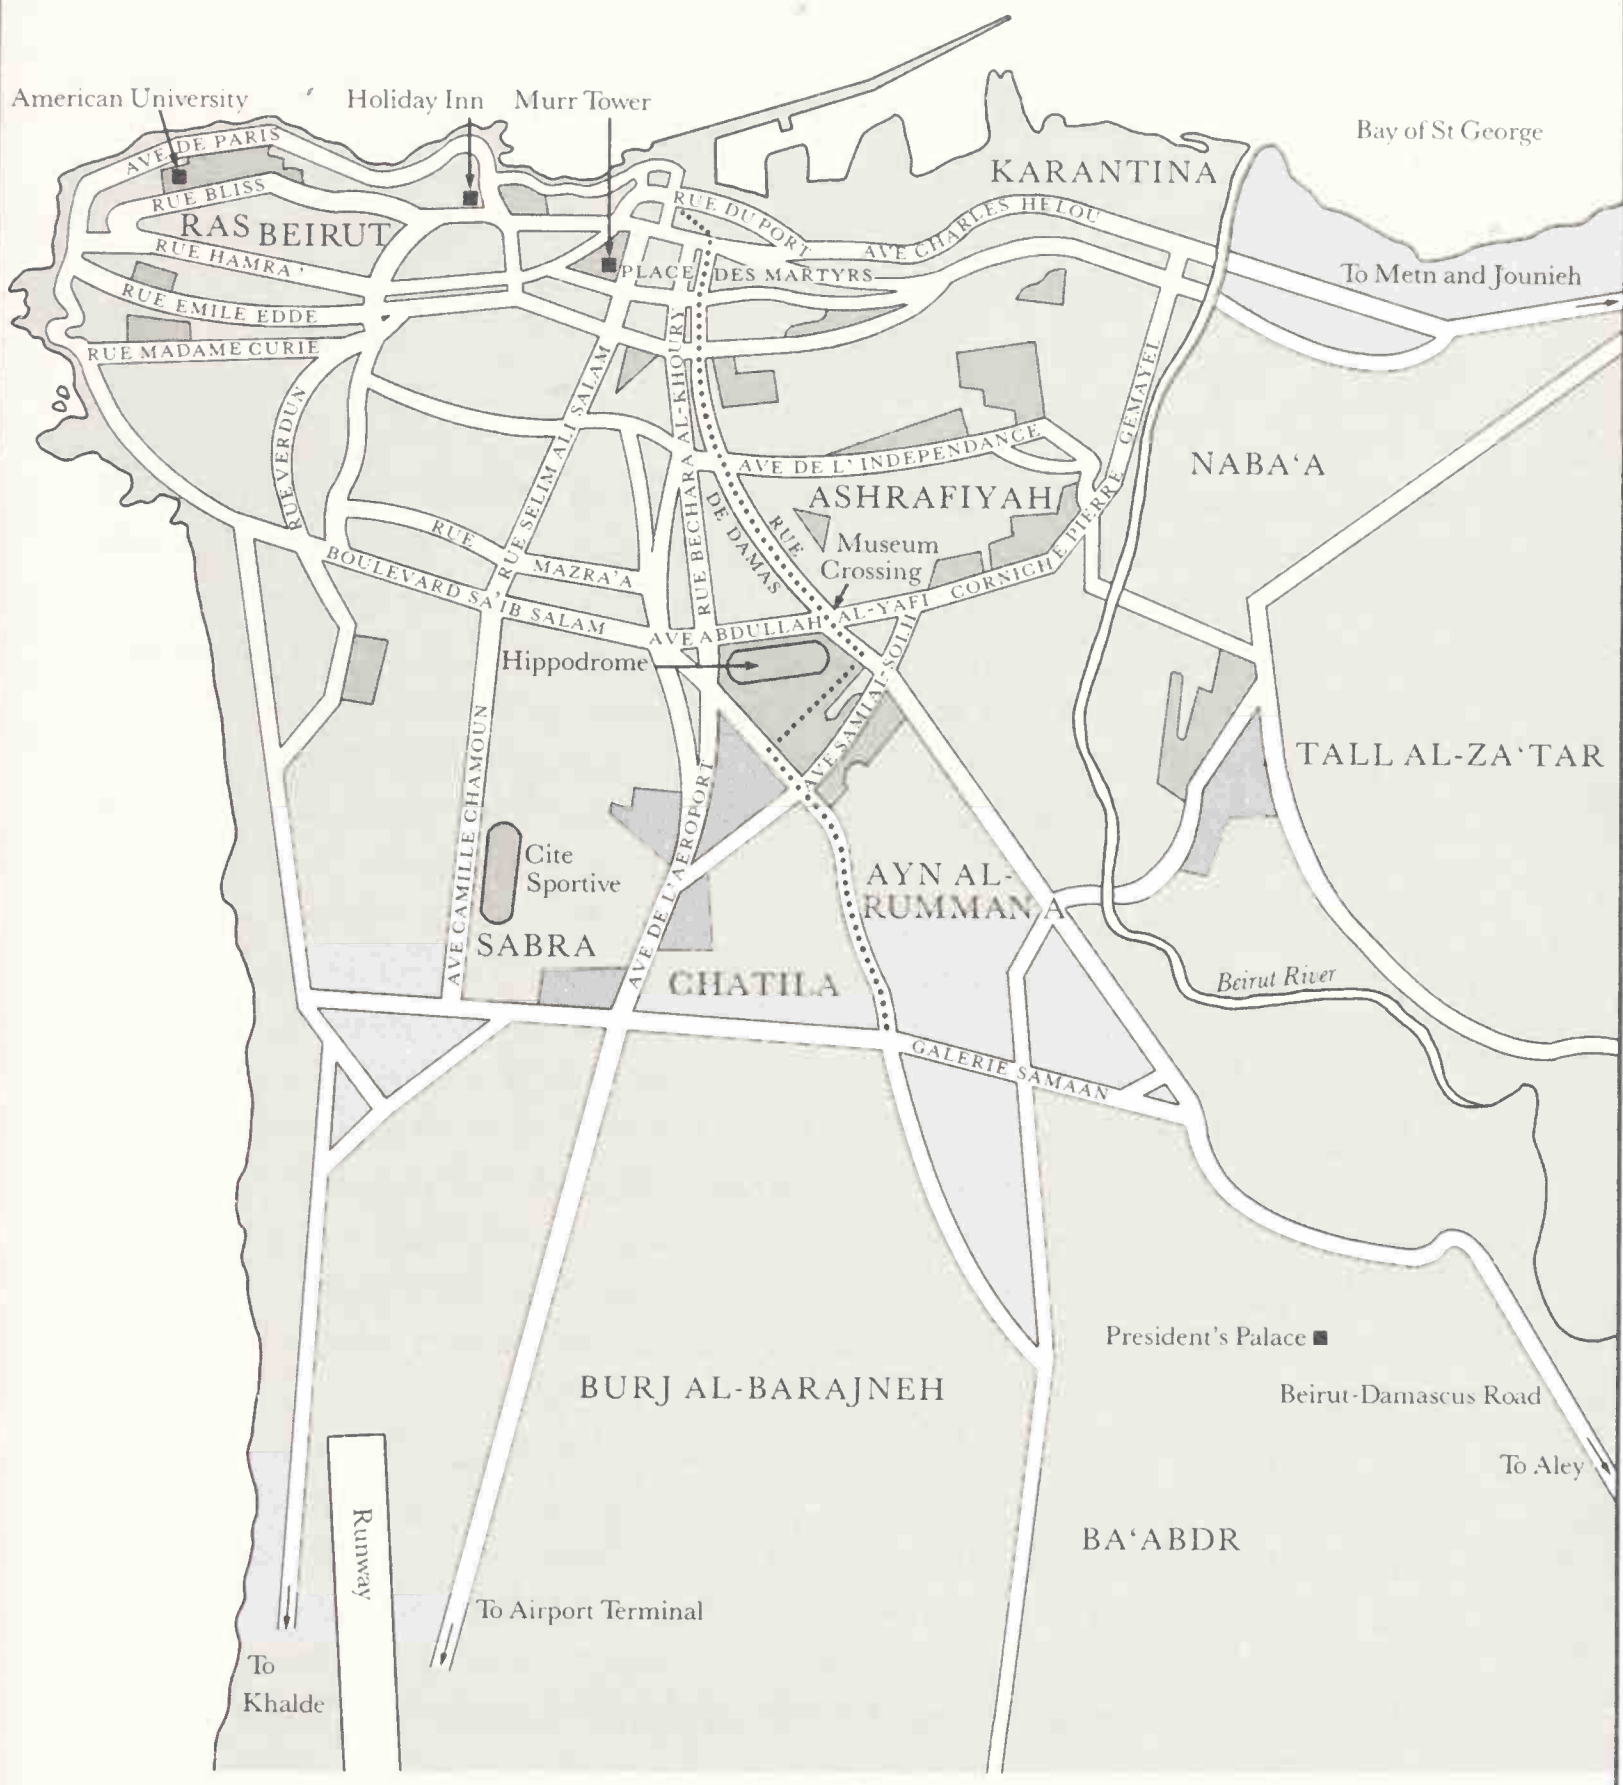 American University
Holiday Inn
Murr Tower
Bay of St George
AVE DE PARIS
KARANTINA
RUE BLISS
RUE DU PORT
AVE CHARLES HELOU
RAS BEIRUT
RUE HAMRA'
PLACE DES MARTYRS
To Metn and Jounieh
RUE EMILE EDDE
RUE MADAME CURIE
RUE VERDUN
RUE SELIM ALI SALAM
RUE BECHARA AL-KHOURY
CORNICHE PIERRE GEMAYEL
AVE DE L'INDEPENDANCE
NABA'A
ASHRAFIYAH
RUE DE DAMAS
Museum
Crossing
RUE MAZRA'A
BOULEVARD SA'IB SALAM
AVE ABDULLAH AL-YAFI
Hippodrome
AVE SAMI AL-SOLH
TALL AL-ZA'TAR
AVE CAMILLE CHAMOUN
AVE DE L'AEROPORT
Cite
Sportive
AYN AL-
RUMMANA
SABRA
CHATILA
Beirut River
GALERIE SAMAAN
President's Palace
BURJ AL-BARAJNEH
Beirut-Damascus Road
To Aley
Runway
BA'ABDR
To Airport Terminal
To
Khalde